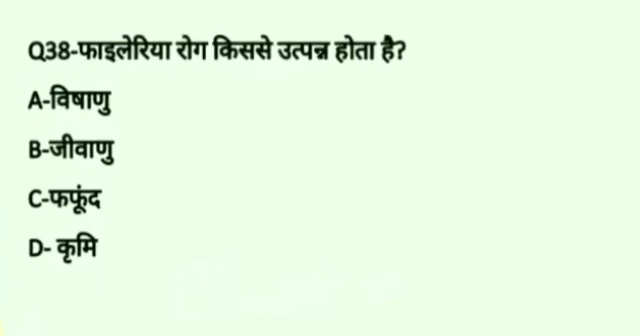 Q38-फाइलेरिया रोग किससे उत्पन्न होता है?
A-विषाणु
B-जीवाणु
C-फफूंद
D- कृमि